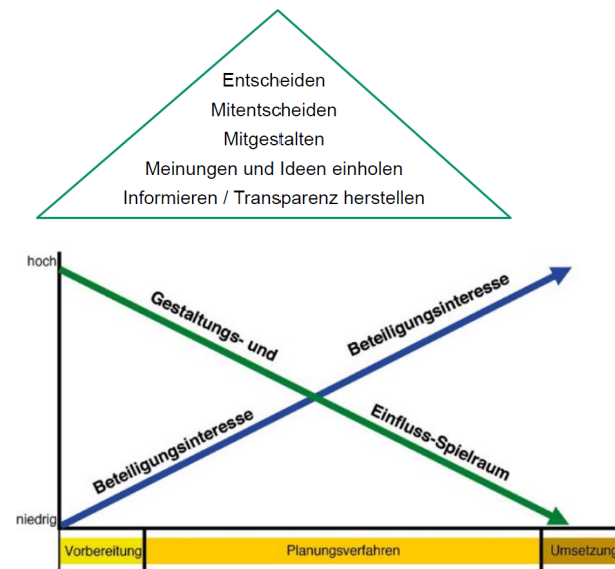 Entscheiden
Mitentscheiden
Mitgestalten
Meinungen und Ideen einholen
Informieren / Transparenz herstellen
hoch
Gestaltungs- und
Beteiligungsinteresse
Beteiligungsinteresse
Einfluss-Spielraum
niedrig
Vorbereitung
Planungsverfahren
Umsetzung